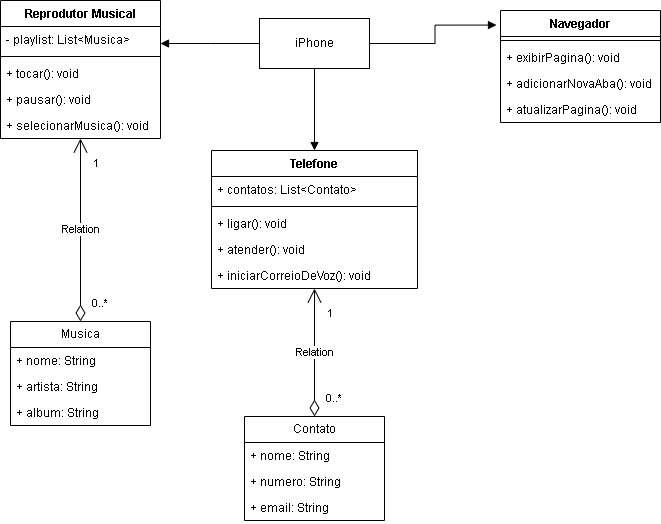 Reprodutor Musical
- playlist: List<Musica>
+ tocar(): void
+ pausar(): void
+ selecionarMusica(): void
iPhone
Navegador
+ exibirPagina(): void
+ adicionarNovaAba(): void
+ atualizarPagina(): void
Telefone
+ contatos: List<Contato>
+ ligar(): void
+ atender(): void
+ iniciarCorreioDeVoz(): void
1
Relation
0..*
Musica
+ nome: String
+ artista: String
+ album: String
1
Relation
0..*
Contato
+ nome: String
+ numero: String
+ email: String